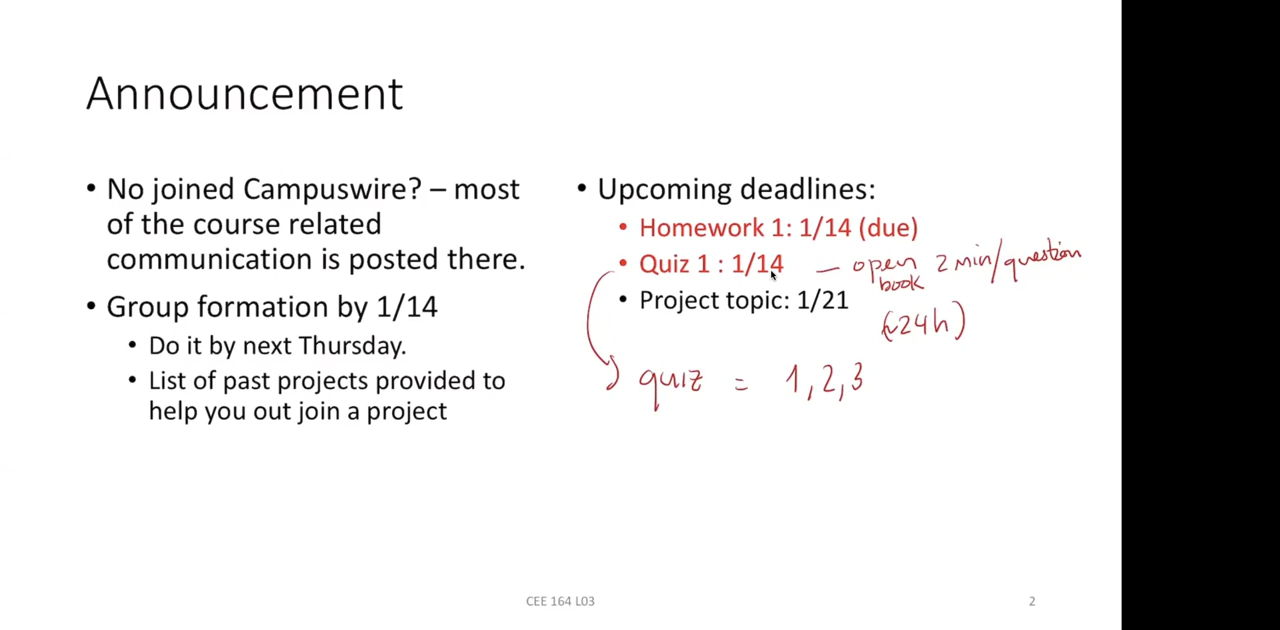 Announcement
• No joined Campuswire? – most
of the course related
communication is posted there.
• Group formation by 1/14
• Do it by next Thursday.
• List of past projects provided to
help you out join a project
• Upcoming deadlines:
• Homework 1: 1/14 (due)
• Quiz 1 : 1/14 — open 2 min/question
book
• Project topic: 1/21
(~24h)
quiz = 1,2,3
CEE 164 L03
2